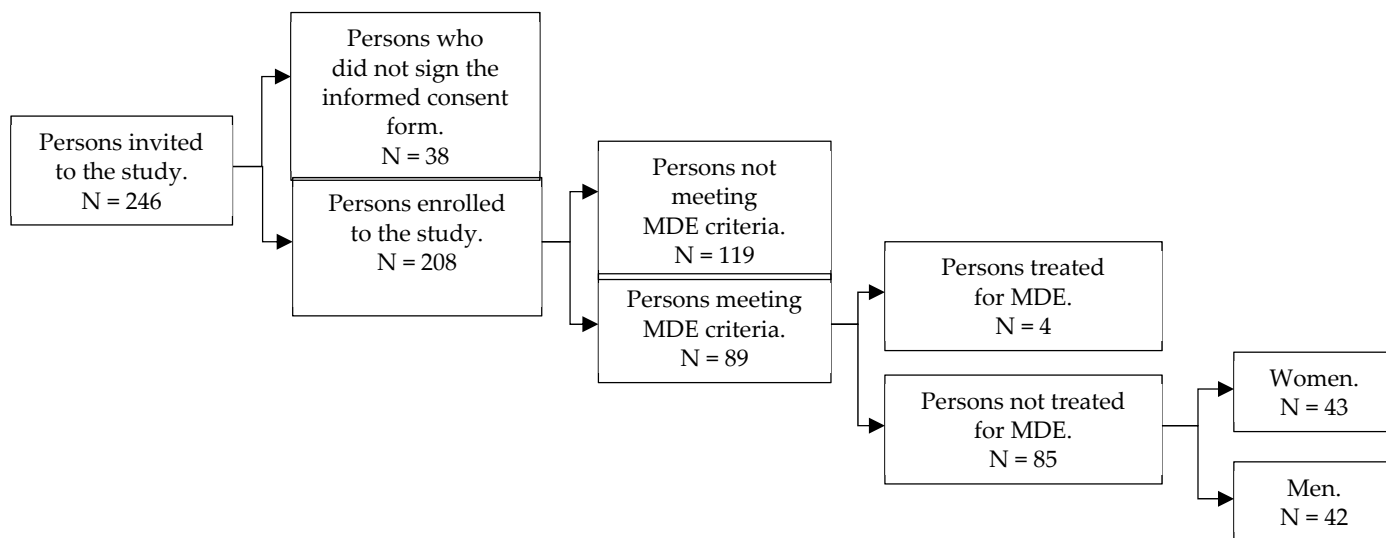 Persons invited
to the study.
N = 246
Persons who
did not sign the
informed consent
form.
N = 38
Persons enrolled
to the study.
N = 208
Persons not
meeting
MDE criteria.
N = 119
Persons meeting
MDE criteria.
N = 89
Persons treated
for MDE.
N = 4
Persons not treated
for MDE.
N = 85
Women.
N = 43
Men.
N = 42